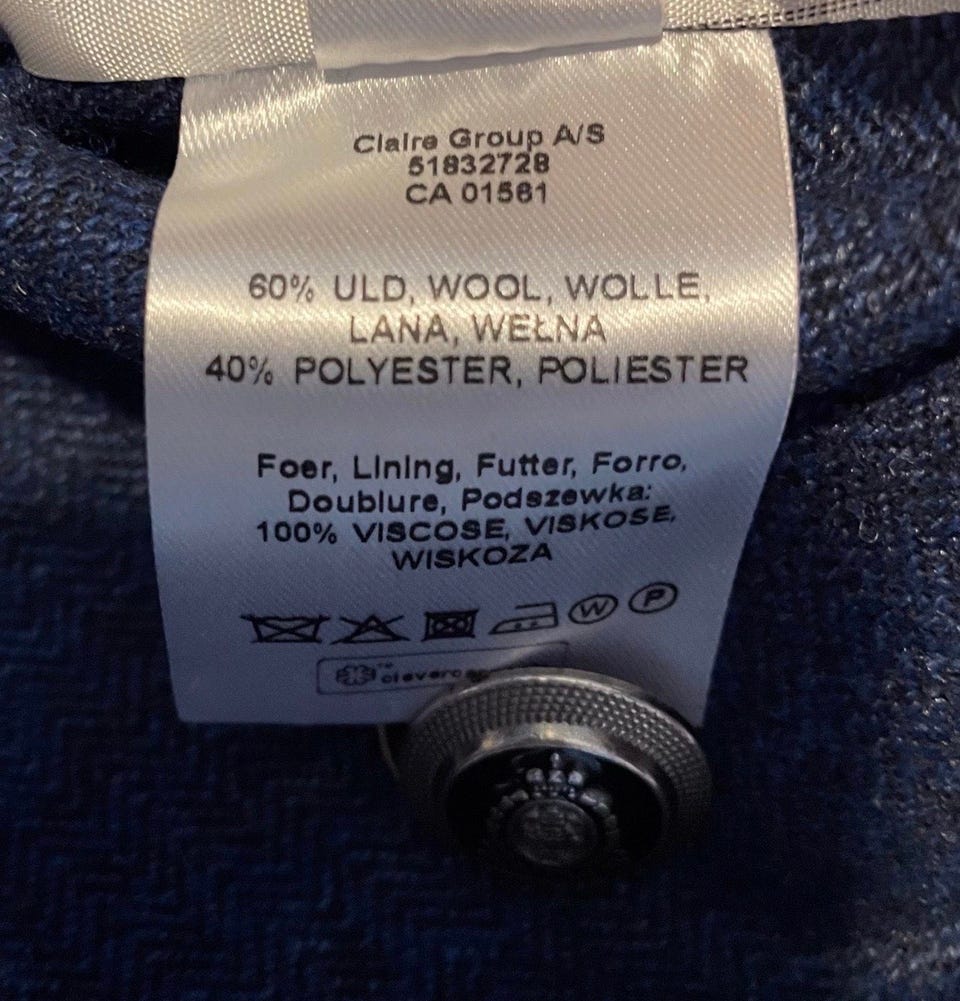 Claire Group A/S
51832728
CA 01581
60% ULD, WOOL, WOLLE,
LANA, WEŁNA
40% POLYESTER, POLIESTER
Foer, Lining, Futter, Forro,
Doublure, Podszewka:
100% VISCOSE, VISKOSE,
WISKOZA
W P